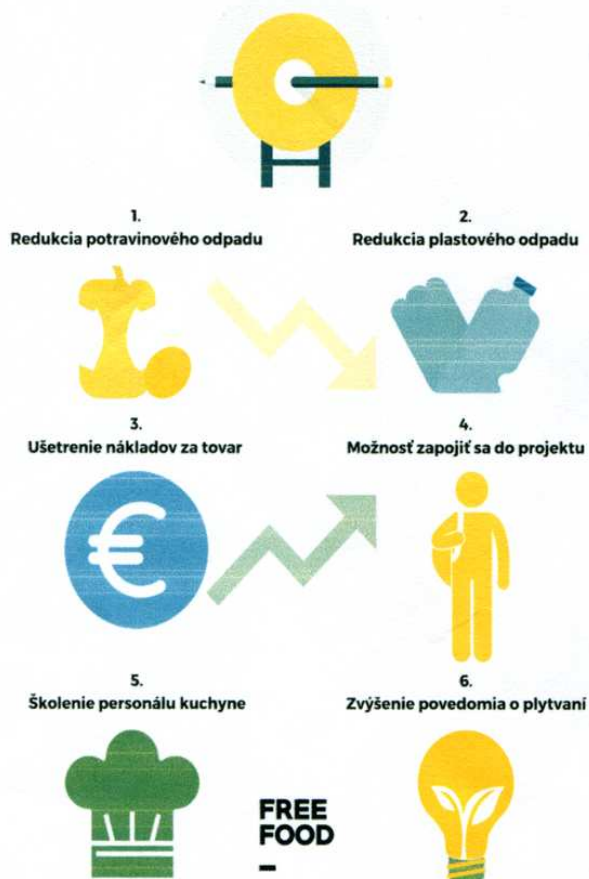 1.
Redukcia potravinového odpadu
2.
Redukcia plastového odpadu
3.
Ušetrenie nákladov za tovar
4.
Možnosť zapojiť sa do projektu
€
5.
Školenie personálu kuchyne
6.
Zvýšenie povedomia o plytvaní
FREE
FOOD